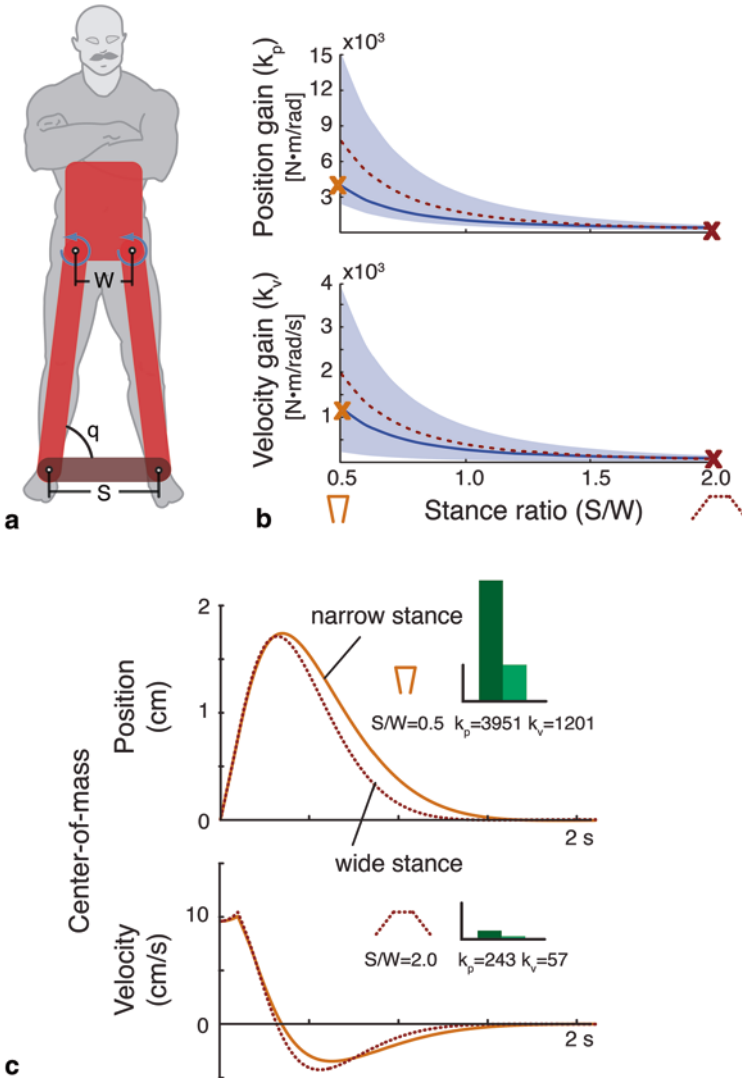 W
q
S
a
Position gain (kp)
[N•m/rad]
x10³
15
12
9
6
3
Velocity gain (kv)
[N•m/rad/s]
x10³
4
3
2
1
0.5
1.0
1.5
2.0
Stance ratio (S/W)
b
Center-of-mass
Position
(cm)
2
1
0
2 s
narrow stance
S/W=0.5 kp=3951 kv=1201
wide stance
Velocity
(cm/s)
10
0
2 s
S/W=2.0 kp=243 kv=57
c